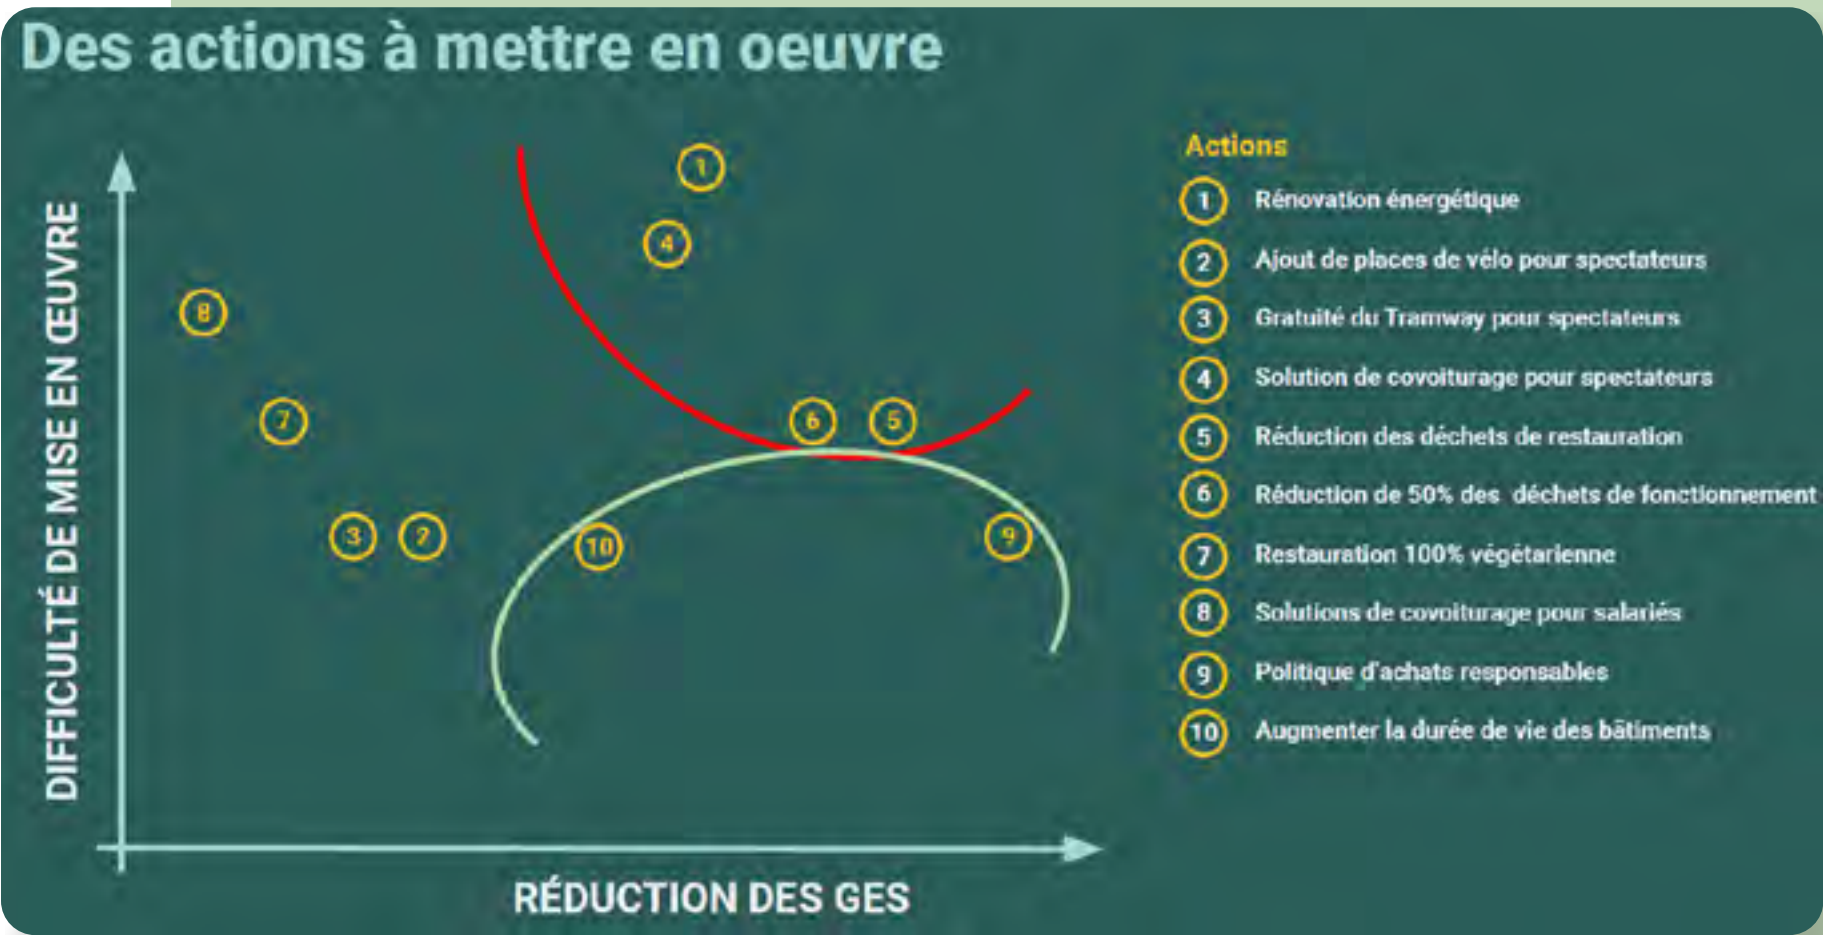 Des actions à mettre en oeuvre
DIFFICULTÉ DE MISE EN ŒUVRE
1
4
8
7
6
5
3
2
10
9
RÉDUCTION DES GES
Actions
1 Rénovation énergétique
2 Ajout de places de vélo pour spectateurs
3 Gratuité du Tramway pour spectateurs
4 Solution de covoiturage pour spectateurs
5 Réduction des déchets de restauration
6 Réduction de 50% des déchets de fonctionnement
7 Restauration 100% végétarienne
8 Solutions de covoiturage pour salariés
9 Politique d'achats responsables
10 Augmenter la durée de vie des bâtiments